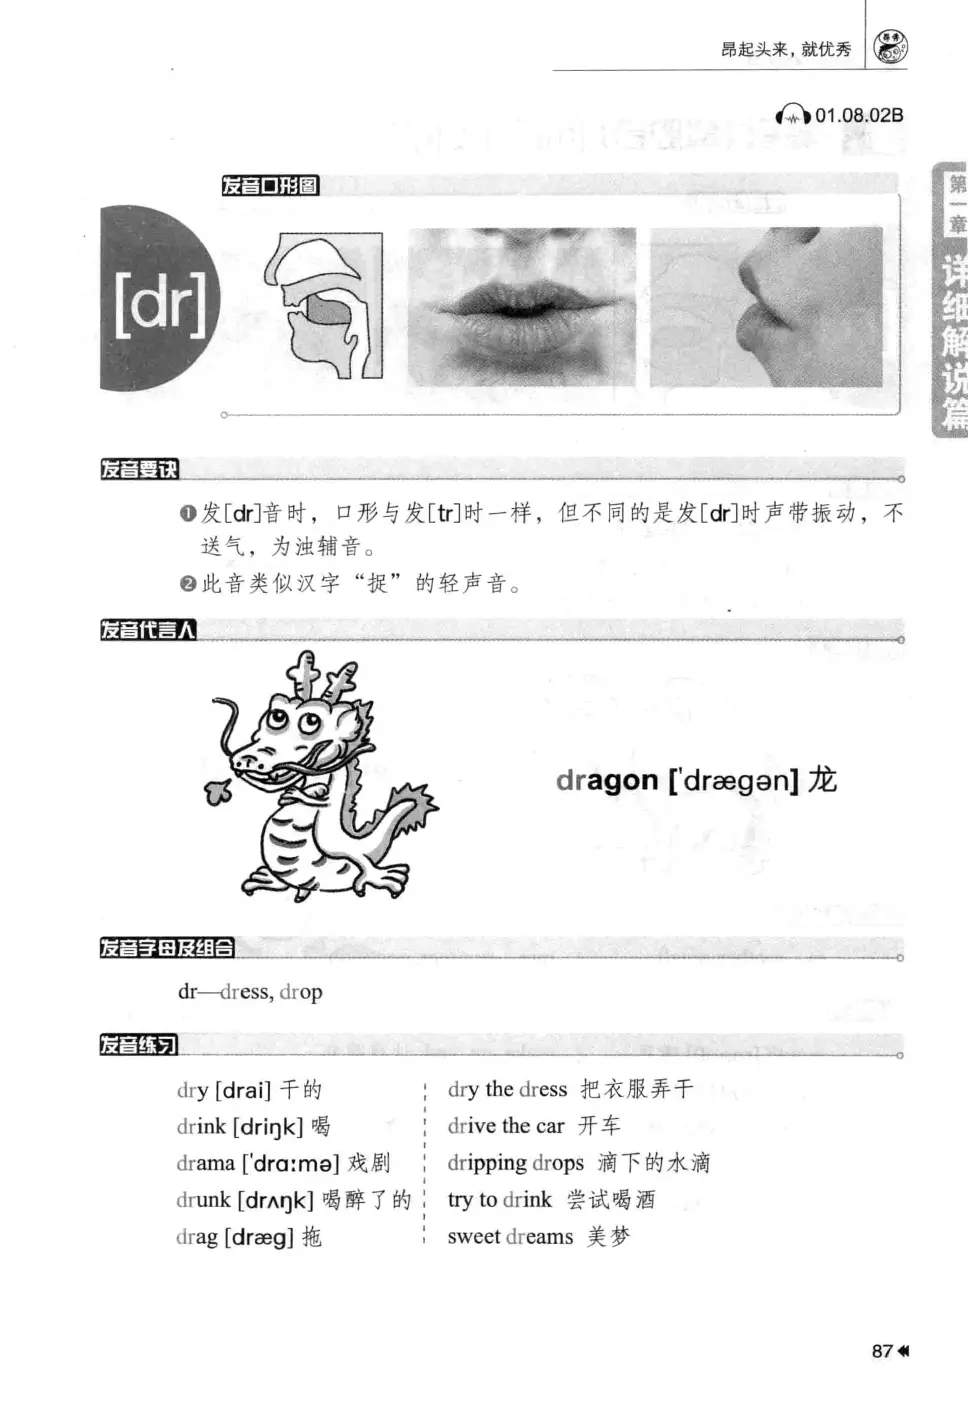 昂起头来，就优秀
01.08.02B
第一章 详细解说篇
发音口形图
[dr]
发音要诀
❶发[dr]音时，口形与发[tr]时一样，但不同的是发[dr]时声带振动，不
送气，为浊辅音。
❷此音类似汉字“捉”的轻声音。
发音代言人
dragon ['drægən] 龙
发音字母及组合
dr—dress, drop
发音练习
dry [drai] 干的
drink [driŋk] 喝
drama ['drɑ:mə] 戏剧
drunk [drʌŋk] 喝醉了的
drag [dræg] 拖
dry the dress 把衣服弄干
drive the car 开车
dripping drops 滴下的水滴
try to drink 尝试喝酒
sweet dreams 美梦
87